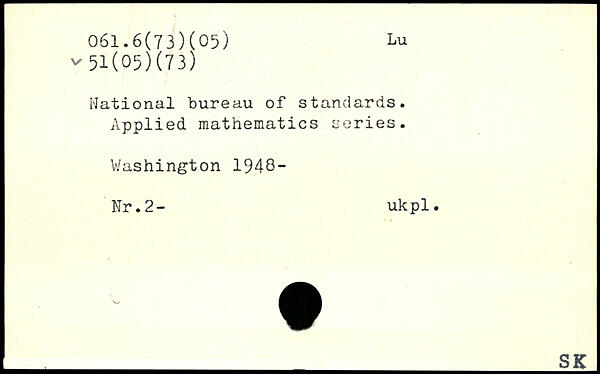 061.6(73)(05) Lu
✓ 51(05)(73)
National bureau of standards.
Applied mathematics series.
Washington 1948-
Nr.2- ukpl.
SK